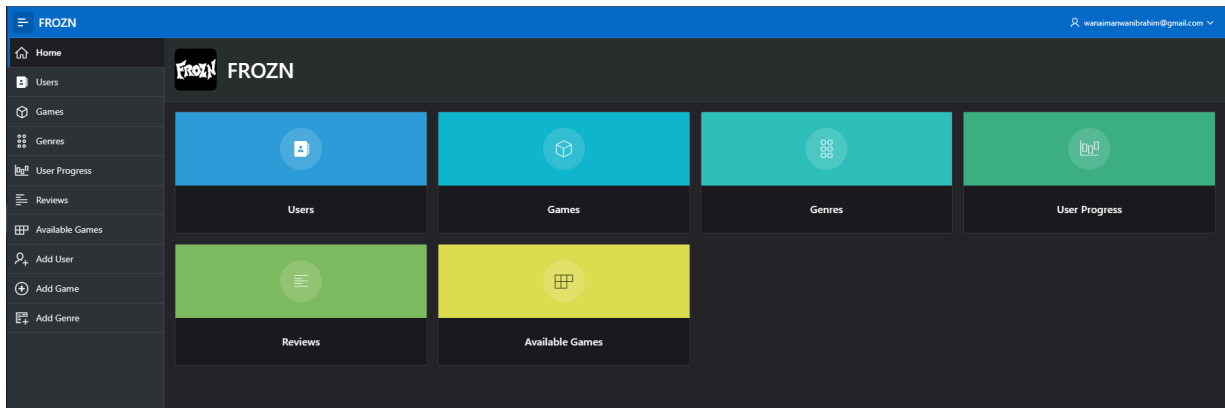 FROZN
wanaimanwanibrahim@gmail.com
Home
Users
Games
Genres
User Progress
Reviews
Available Games
Add User
Add Game
Add Genre
FROZN FROZN
Users
Games
Genres
User Progress
Reviews
Available Games